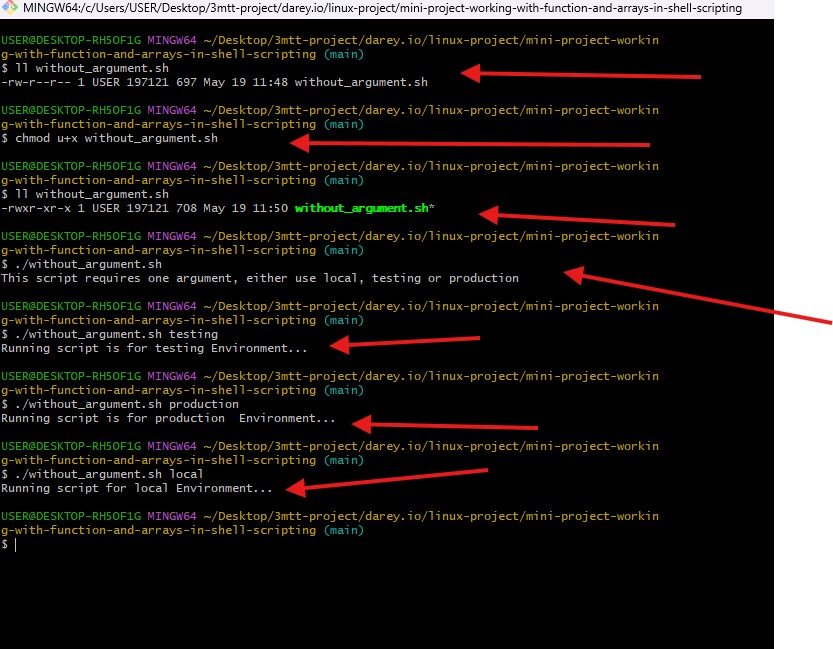 MINGW64:/c/Users/USER/Desktop/3mtt-project/darey.io/linux-project/mini-project-working-with-function-and-arrays-in-shell-scripting
USER@DESKTOP-RH5OF1G MINGW64 ~/Desktop/3mtt-project/darey.io/linux-project/mini-project-workin
g-with-function-and-arrays-in-shell-scripting (main)
$ ll without_argument.sh
-rw-r--r-- 1 USER 197121 697 May 19 11:48 without_argument.sh
USER@DESKTOP-RH5OF1G MINGW64 ~/Desktop/3mtt-project/darey.io/linux-project/mini-project-workin
g-with-function-and-arrays-in-shell-scripting (main)
$ chmod u+x without_argument.sh
USER@DESKTOP-RH5OF1G MINGW64 ~/Desktop/3mtt-project/darey.io/linux-project/mini-project-workin
g-with-function-and-arrays-in-shell-scripting (main)
$ ll without_argument.sh
-rwxr-xr-x 1 USER 197121 708 May 19 11:50 without_argument.sh*
USER@DESKTOP-RH5OF1G MINGW64 ~/Desktop/3mtt-project/darey.io/linux-project/mini-project-workin
g-with-function-and-arrays-in-shell-scripting (main)
$ ./without_argument.sh
This script requires one argument, either use local, testing or production
USER@DESKTOP-RH5OF1G MINGW64 ~/Desktop/3mtt-project/darey.io/linux-project/mini-project-workin
g-with-function-and-arrays-in-shell-scripting (main)
$ ./without_argument.sh testing
Running script is for testing Environment...
USER@DESKTOP-RH5OF1G MINGW64 ~/Desktop/3mtt-project/darey.io/linux-project/mini-project-workin
g-with-function-and-arrays-in-shell-scripting (main)
$ ./without_argument.sh production
Running script is for production  Environment...
USER@DESKTOP-RH5OF1G MINGW64 ~/Desktop/3mtt-project/darey.io/linux-project/mini-project-workin
g-with-function-and-arrays-in-shell-scripting (main)
$ ./without_argument.sh local
Running script for local Environment...
USER@DESKTOP-RH5OF1G MINGW64 ~/Desktop/3mtt-project/darey.io/linux-project/mini-project-workin
g-with-function-and-arrays-in-shell-scripting (main)
$